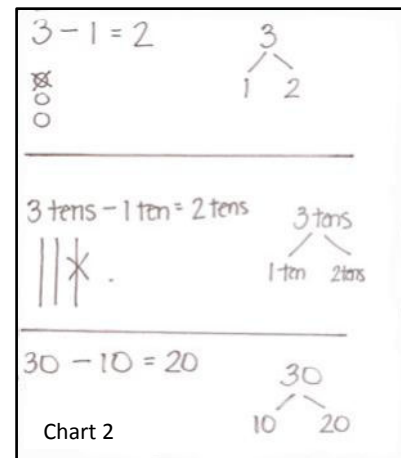 3 - 1 = 2
3
1 2
3 tens - 1 ten = 2 tens
3 tens
1 ten 2 tens
30 - 10 = 20
30
10 20
Chart 2